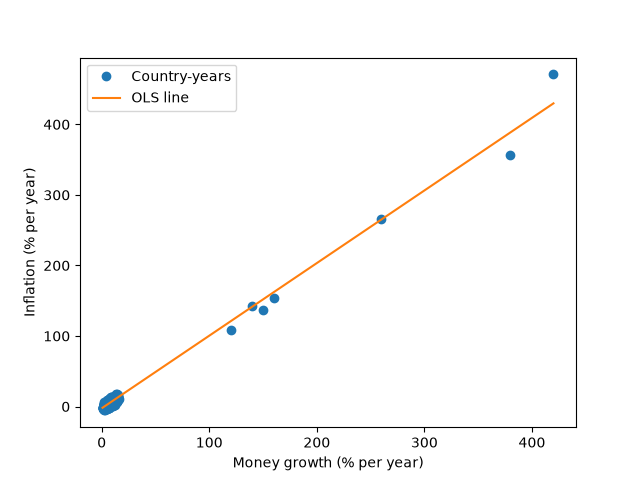 Country-years
OLS line
Inflation (% per year)
400
300
200
100
0
0 100 200 300 400
Money growth (% per year)